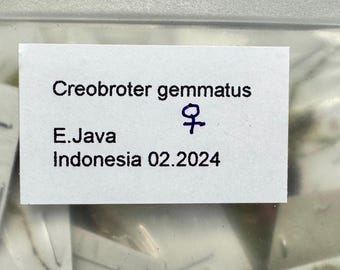 Creobroter gemmatus
♀
E.Java
Indonesia 02.2024